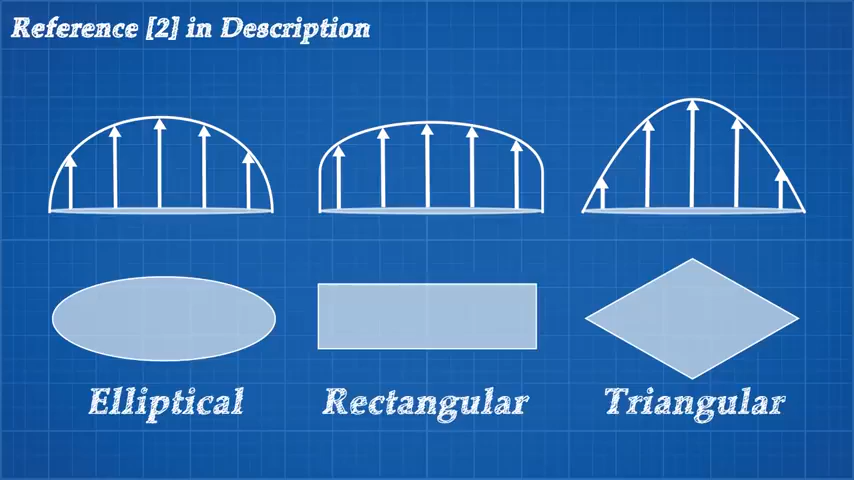 Reference [2] in Description
Elliptical
Rectangular
Triangular